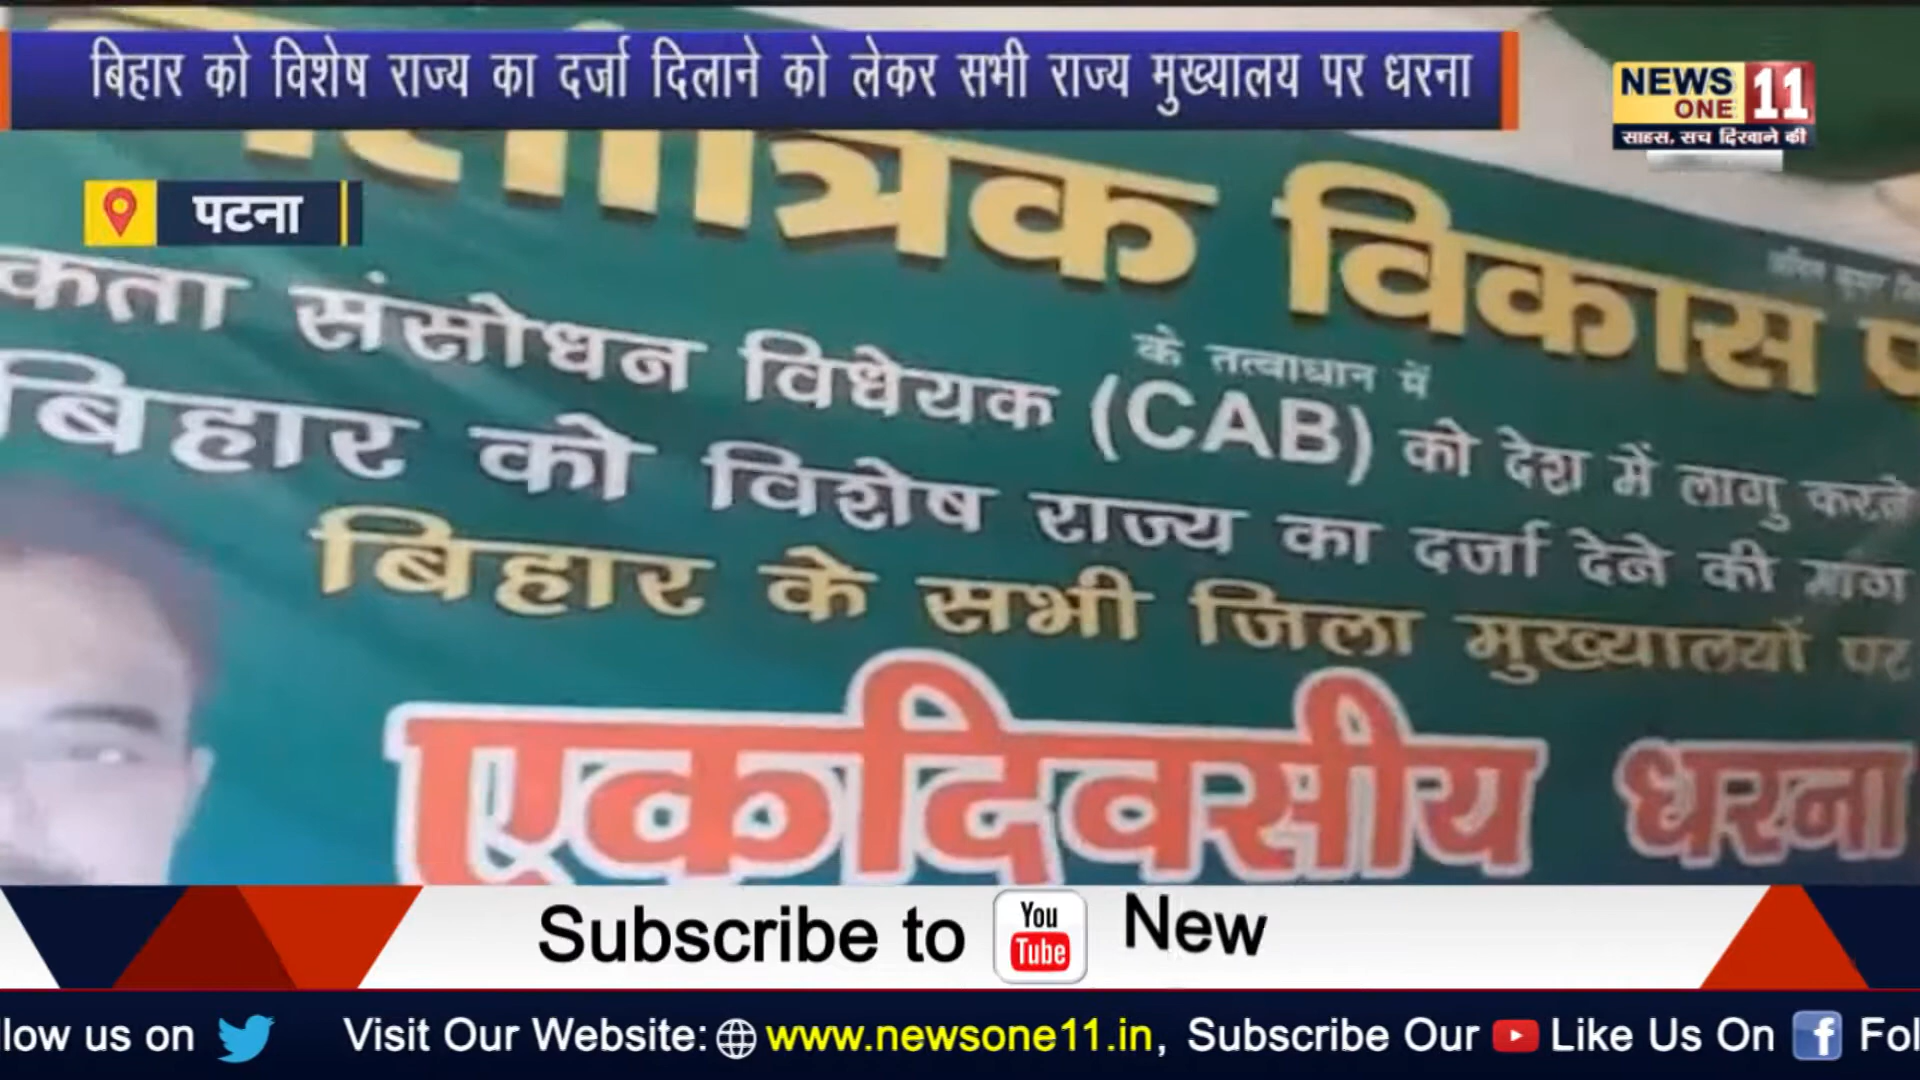 बिहार को विशेष राज्य का दर्जा दिलाने को लेकर सभी राज्य मुख्यालय पर धरना
NEWS
ONE 11
साहस, सच दिखाने की
पटना
विकास
के तत्वाधान में
कता संसोधन विधेयक (CAB) को देश में लागु करते
बिहार को विशेष राज्य का दर्जा देने की मांग
बिहार के सभी जिला मुख्यालयों पर
एकदिवसीय धरना
Subscribe to You Tube New
llow us on Visit Our Website: www.newsone11.in, Subscribe Our Like Us On f Fol